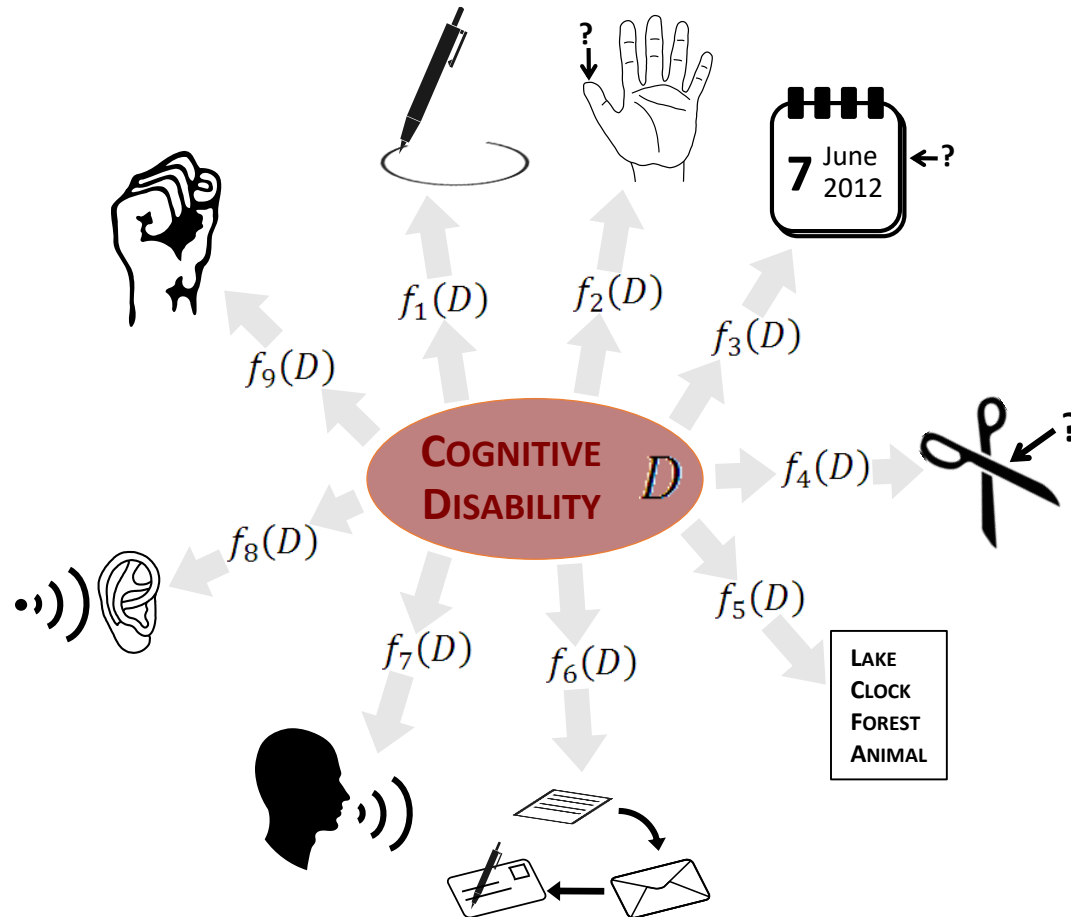 ?
7 June
2012
?
f₁(D)
f₂(D)
f₃(D)
f₉(D)
COGNITIVE
DISABILITY D
?
f₄(D)
f₈(D)
f₅(D)
f₇(D)
f₆(D)
LAKE
CLOCK
FOREST
ANIMAL